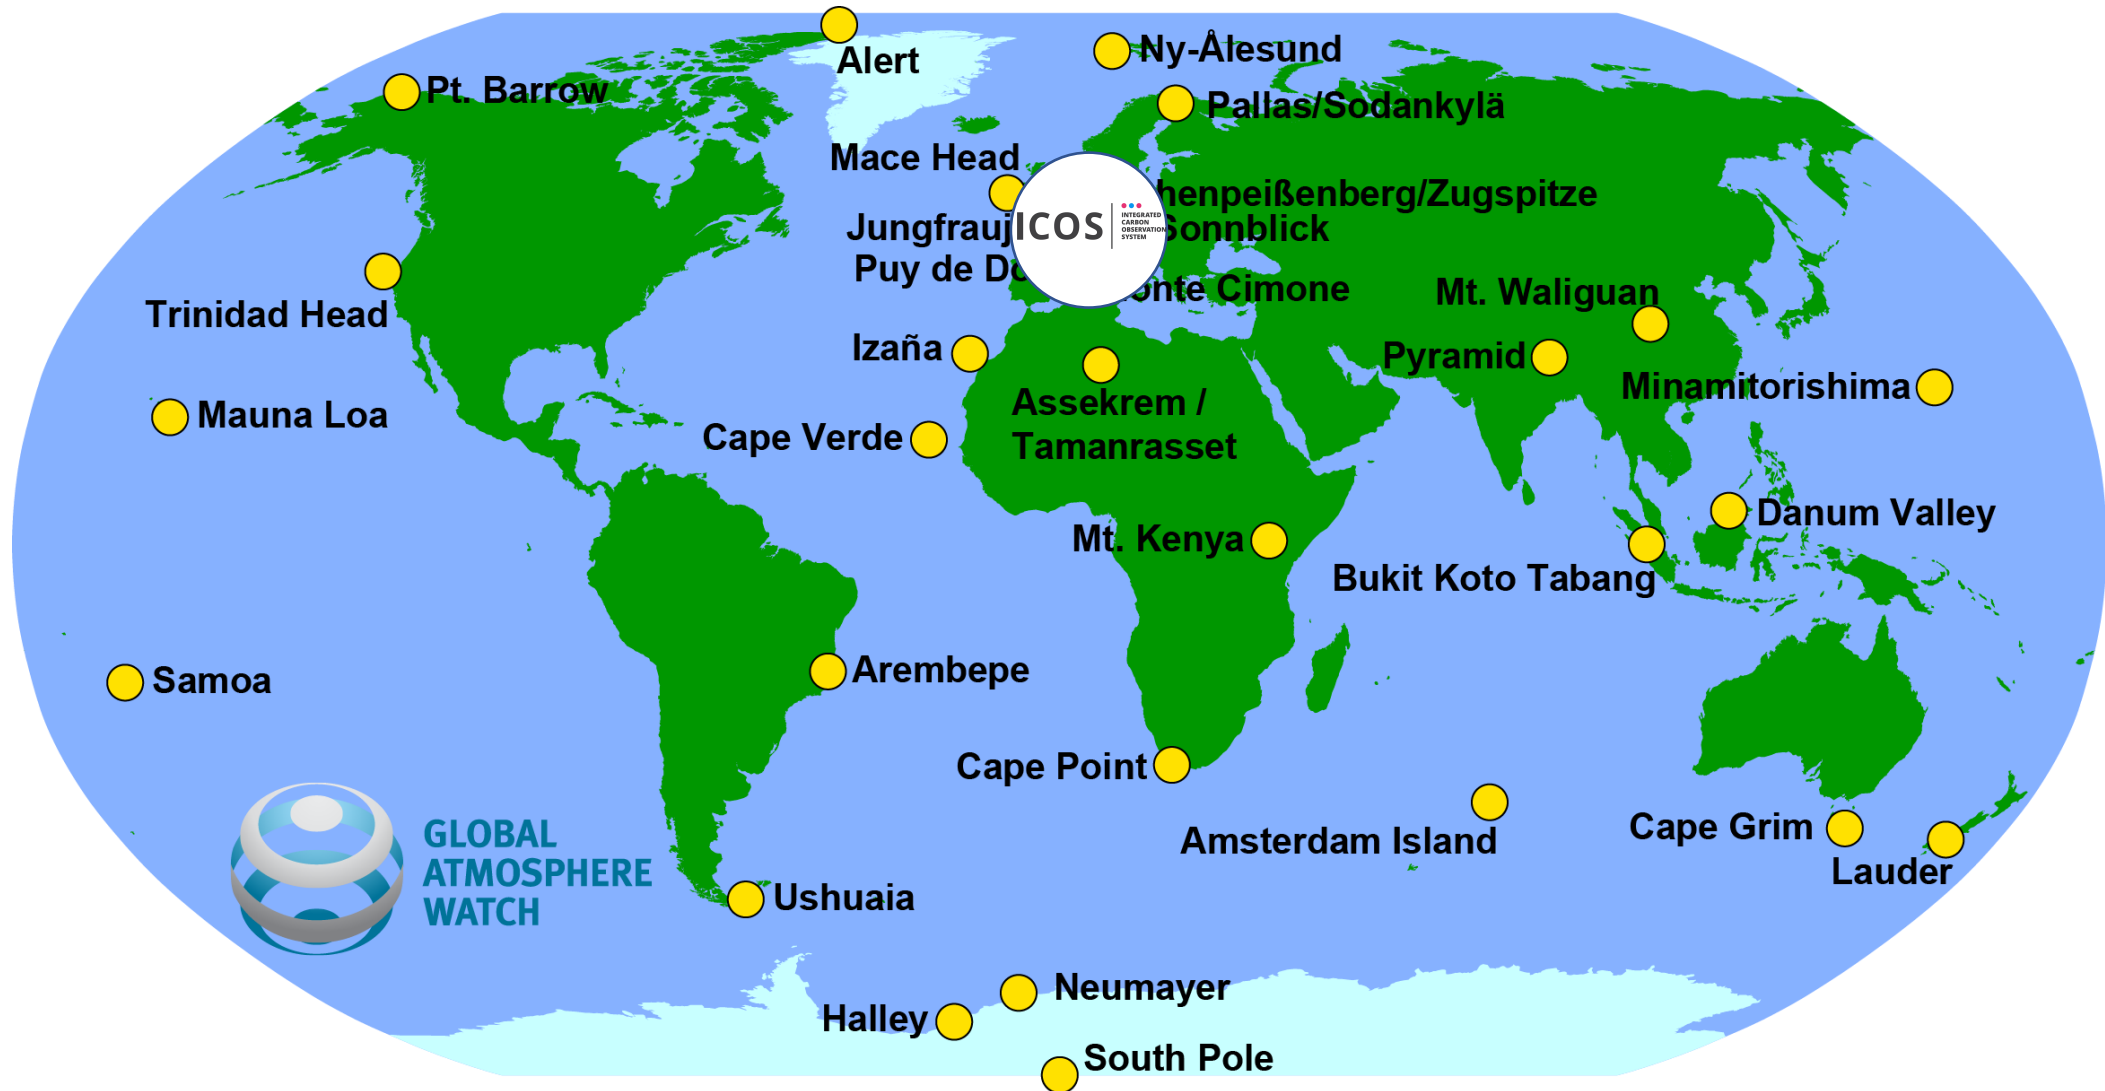 Alert
Ny-Ålesund
Pt. Barrow
Pallas/Sodankylä
Mace Head
henpeißenberg/Zugspitze
Jungfrauj
ICOS
INTEGRATED
CARBON
OBSERVATION
SYSTEM
Sonnblick
Puy de Do
onte Cimone
Mt. Waliguan
Trinidad Head
Izaña
Pyramid
Minamitorishima
Assekrem /
Tamanrasset
Mauna Loa
Cape Verde
Danum Valley
Mt. Kenya
Bukit Koto Tabang
Samoa
Arembepe
Cape Point
Amsterdam Island
Cape Grim
Lauder
GLOBAL
ATMOSPHERE
WATCH
Ushuaia
Neumayer
Halley
South Pole